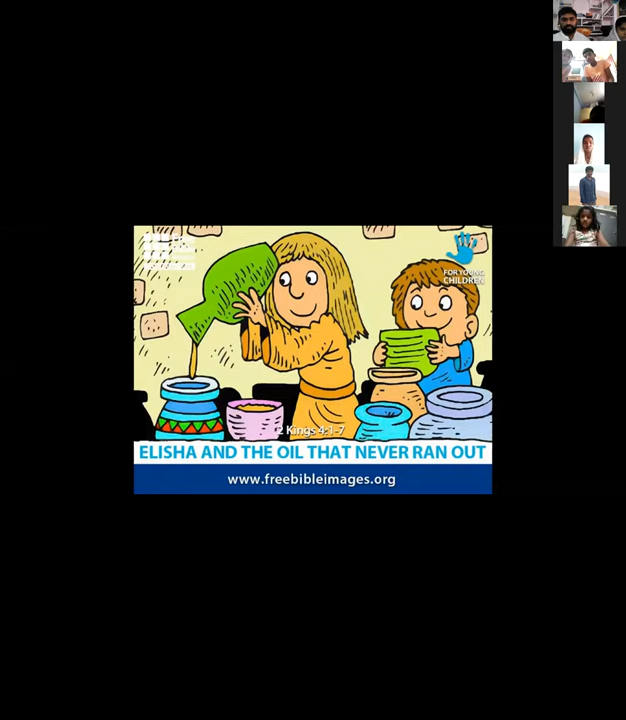 FOR YOUNG
CHILDREN
2 Kings 4:1-7
ELISHA AND THE OIL THAT NEVER RAN OUT
www.freebibleimages.org